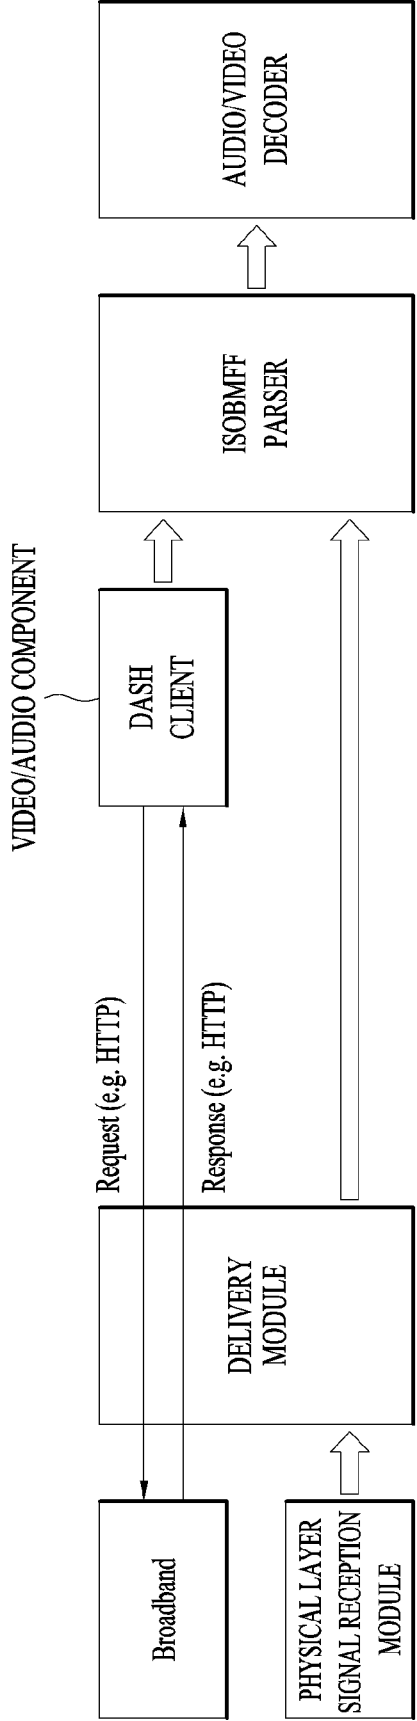 VIDEO/AUDIO COMPONENT
Broadband
Request (e.g. HTTP)
Response (e.g. HTTP)
DASH
CLIENT
PHYSICAL LAYER
SIGNAL RECEPTION
MODULE
DELIVERY
MODULE
ISOBMFF
PARSER
AUDIO/VIDEO
DECODER